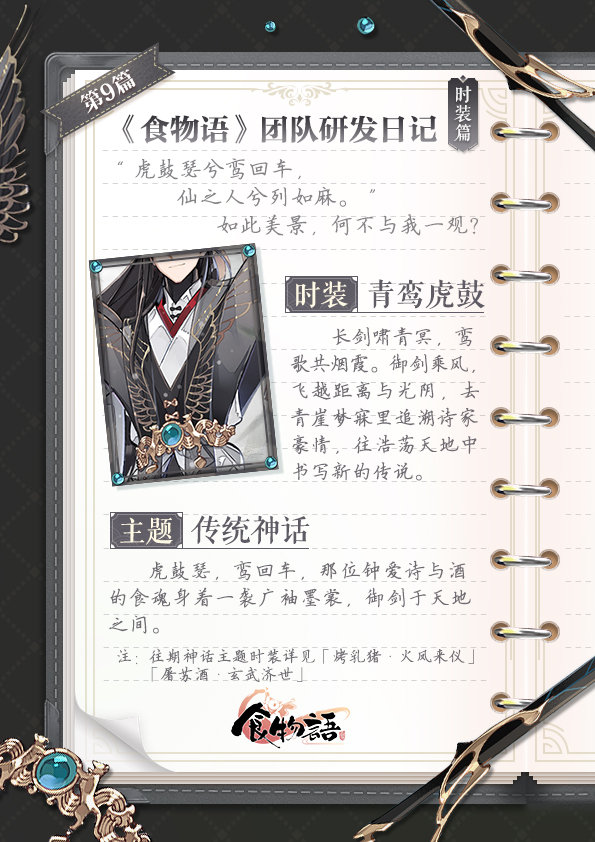 第9篇
时装篇
《食物语》团队研发日记
“虎鼓瑟兮鸾回车，
仙之人兮列如麻。”
如此美景，何不与我一观？
时装 青鸾虎鼓
长剑啸青冥，鸾
歌共烟霞。御剑乘风，
飞越距离与光阴，去
青崖梦寐里追溯诗家
豪情，往浩荡天地中
书写新的传说。
主题 传统神话
虎鼓瑟，鸾回车，那位钟爱诗与酒
的食魂身着一袭广袖墨裳，御剑于天地
之间。
注：往期神话主题时装详见「烤乳猪·火凤来仪」
「屠苏酒·玄武济世」
食物語